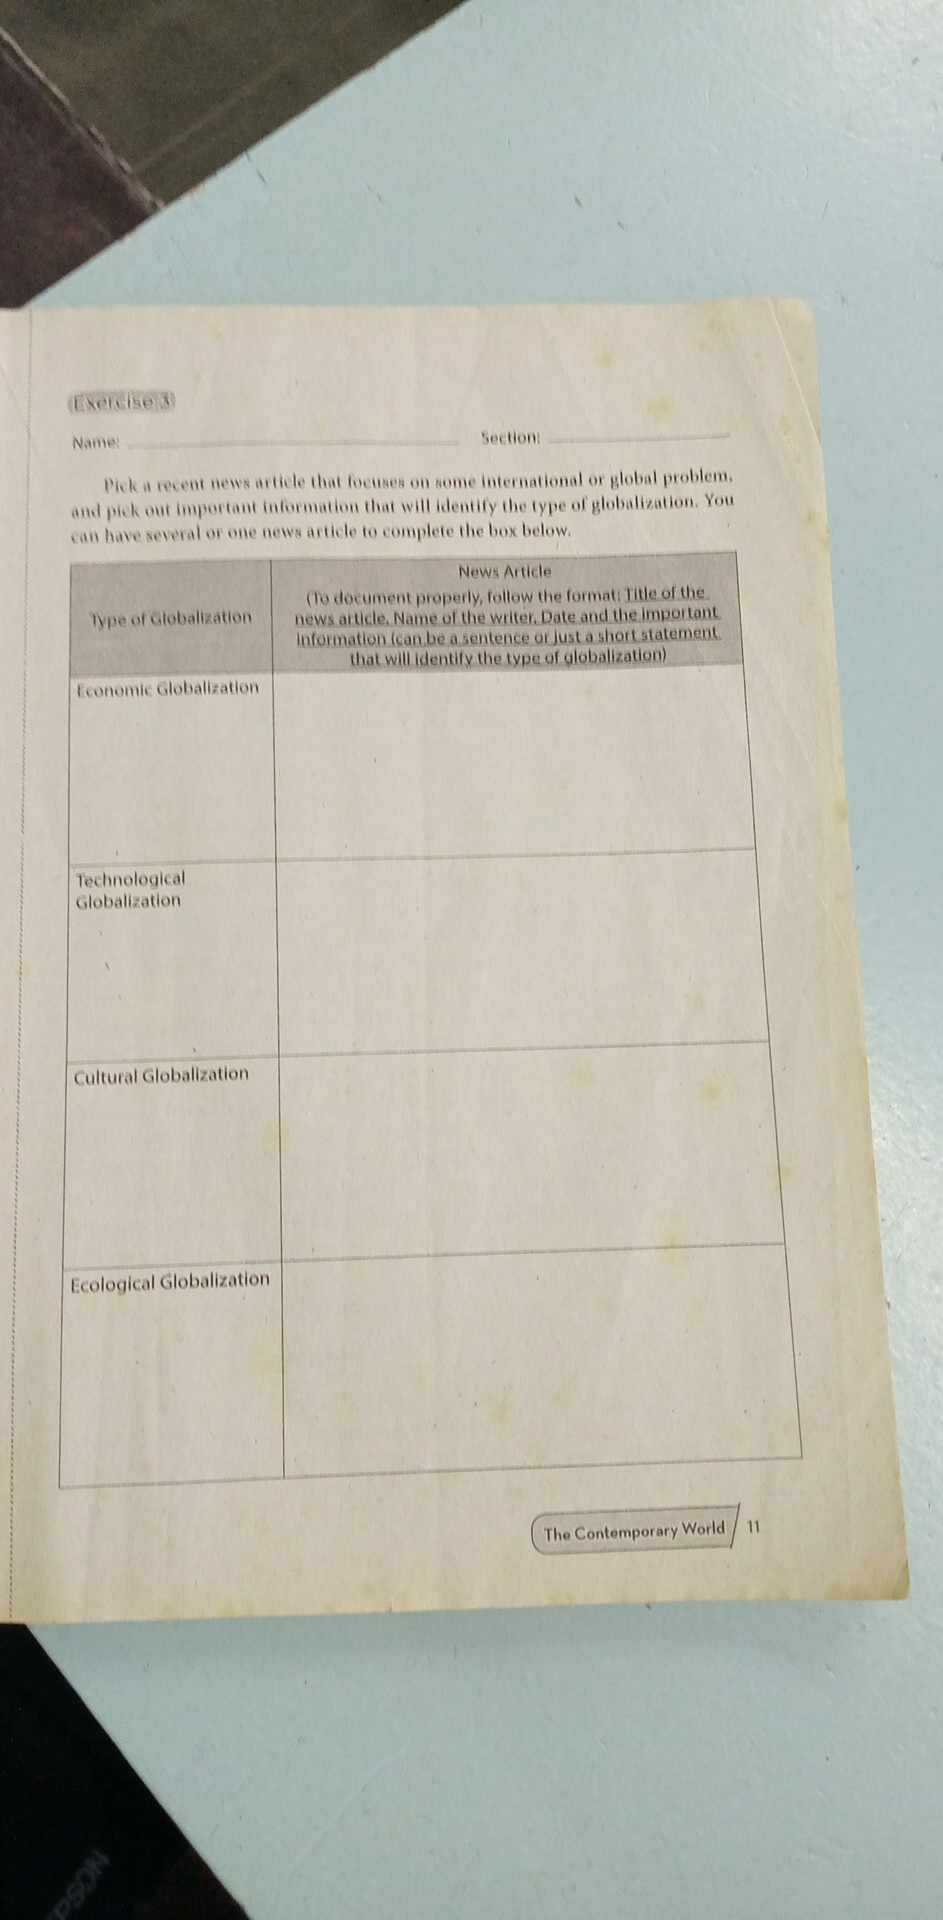 Exercise 3
Name: Section:
Pick a recent news article that focuses on some international or global problem,
and pick out important information that will identify the type of globalization. You
can have several or one news article to complete the box below.
Type of Globalization
News Article
(To document properly, follow the format: Title of the
news article, Name of the writer, Date and the important
information (can be a sentence or just a short statement
that will identify the type of globalization)
Economic Globalization
Technological
Globalization
Cultural Globalization
Ecological Globalization
The Contemporary World 11